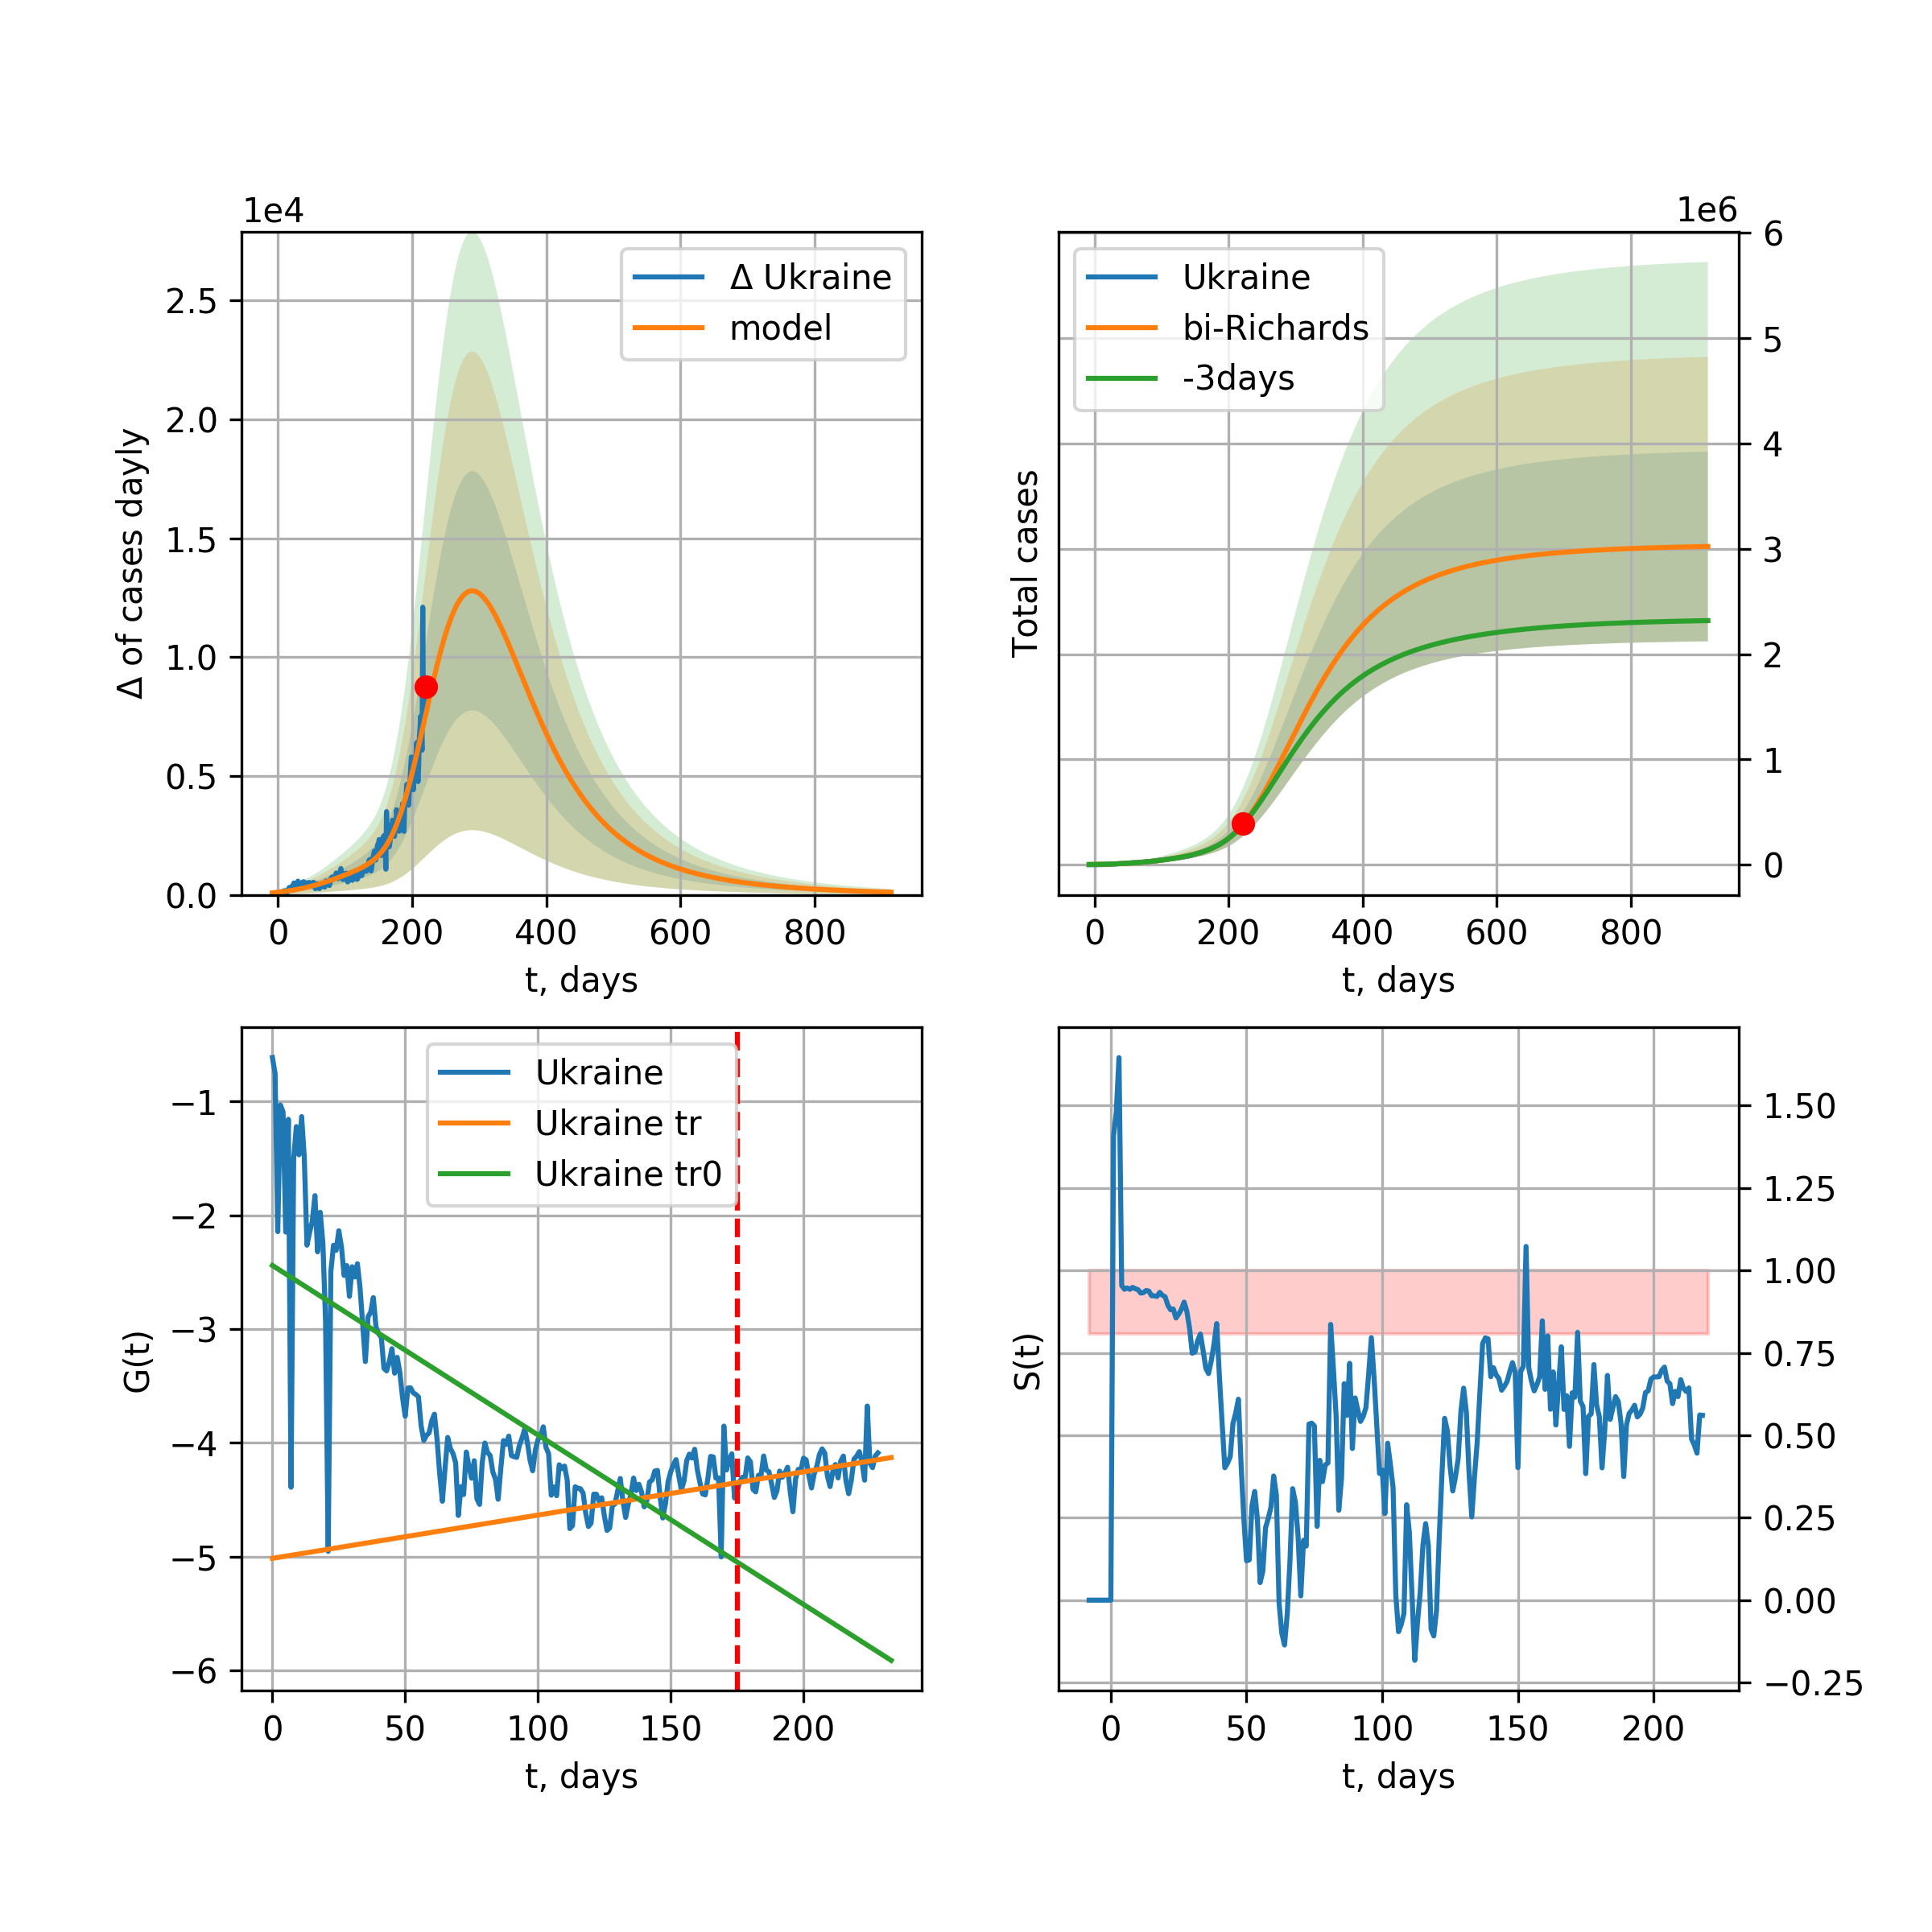 1e4
Δ of cases dayly
2.5
2.0
1.5
1.0
0.5
0.0
Δ Ukraine
model
0 200 400 600 800
t, days
1e6
Total cases
Ukraine
bi-Richards
-3days
6
5
4
3
2
1
0
0 200 400 600 800
t, days
G(t)
−1
−2
−3
−4
−5
−6
Ukraine
Ukraine tr
Ukraine tr0
0 50 100 150 200
t, days
S(t)
1.50
1.25
1.00
0.75
0.50
0.25
0.00
−0.25
0 50 100 150 200
t, days